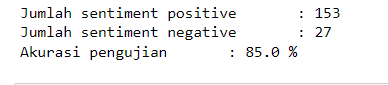 Jumlah sentiment positive : 153
Jumlah sentiment negative : 27
Akurasi pengujian : 85.0 %